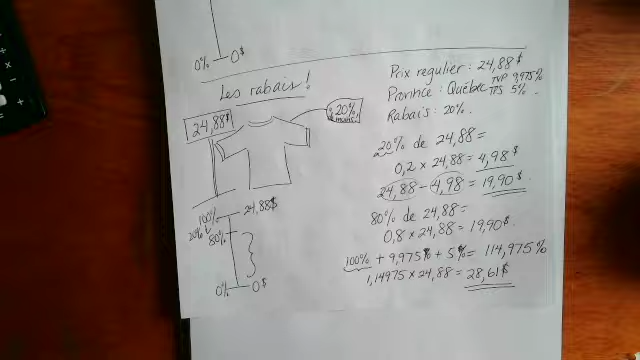 0% 0$
Les rabais!
24,88$
20% de moins!
100% 24,88$
20%
80%
0% 0$
Prix regulier : 24,88$
Province : Québec TVP 9,975%
TPS 5%
Rabais : 20%.
20% de 24,88 =
0,2 x 24,88 = 4,98$
24,88 - 4,98 = 19,90$
80% de 24,88 =
0,8 x 24,88 = 19,90$
100% + 9,975% + 5% = 114,975%
1,14975 x 24,88 = 28,61$